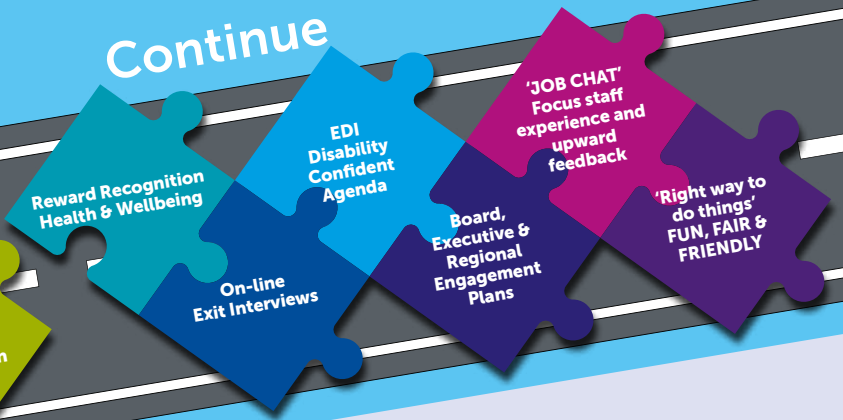 Continue
Reward Recognition
Health & Wellbeing
EDI
Disability
Confident
Agenda
'JOB CHAT'
Focus staff
experience and
upward
feedback
On-line
Exit Interviews
Board,
Executive &
Regional
Engagement
Plans
'Right way to
do things'
FUN, FAIR &
FRIENDLY